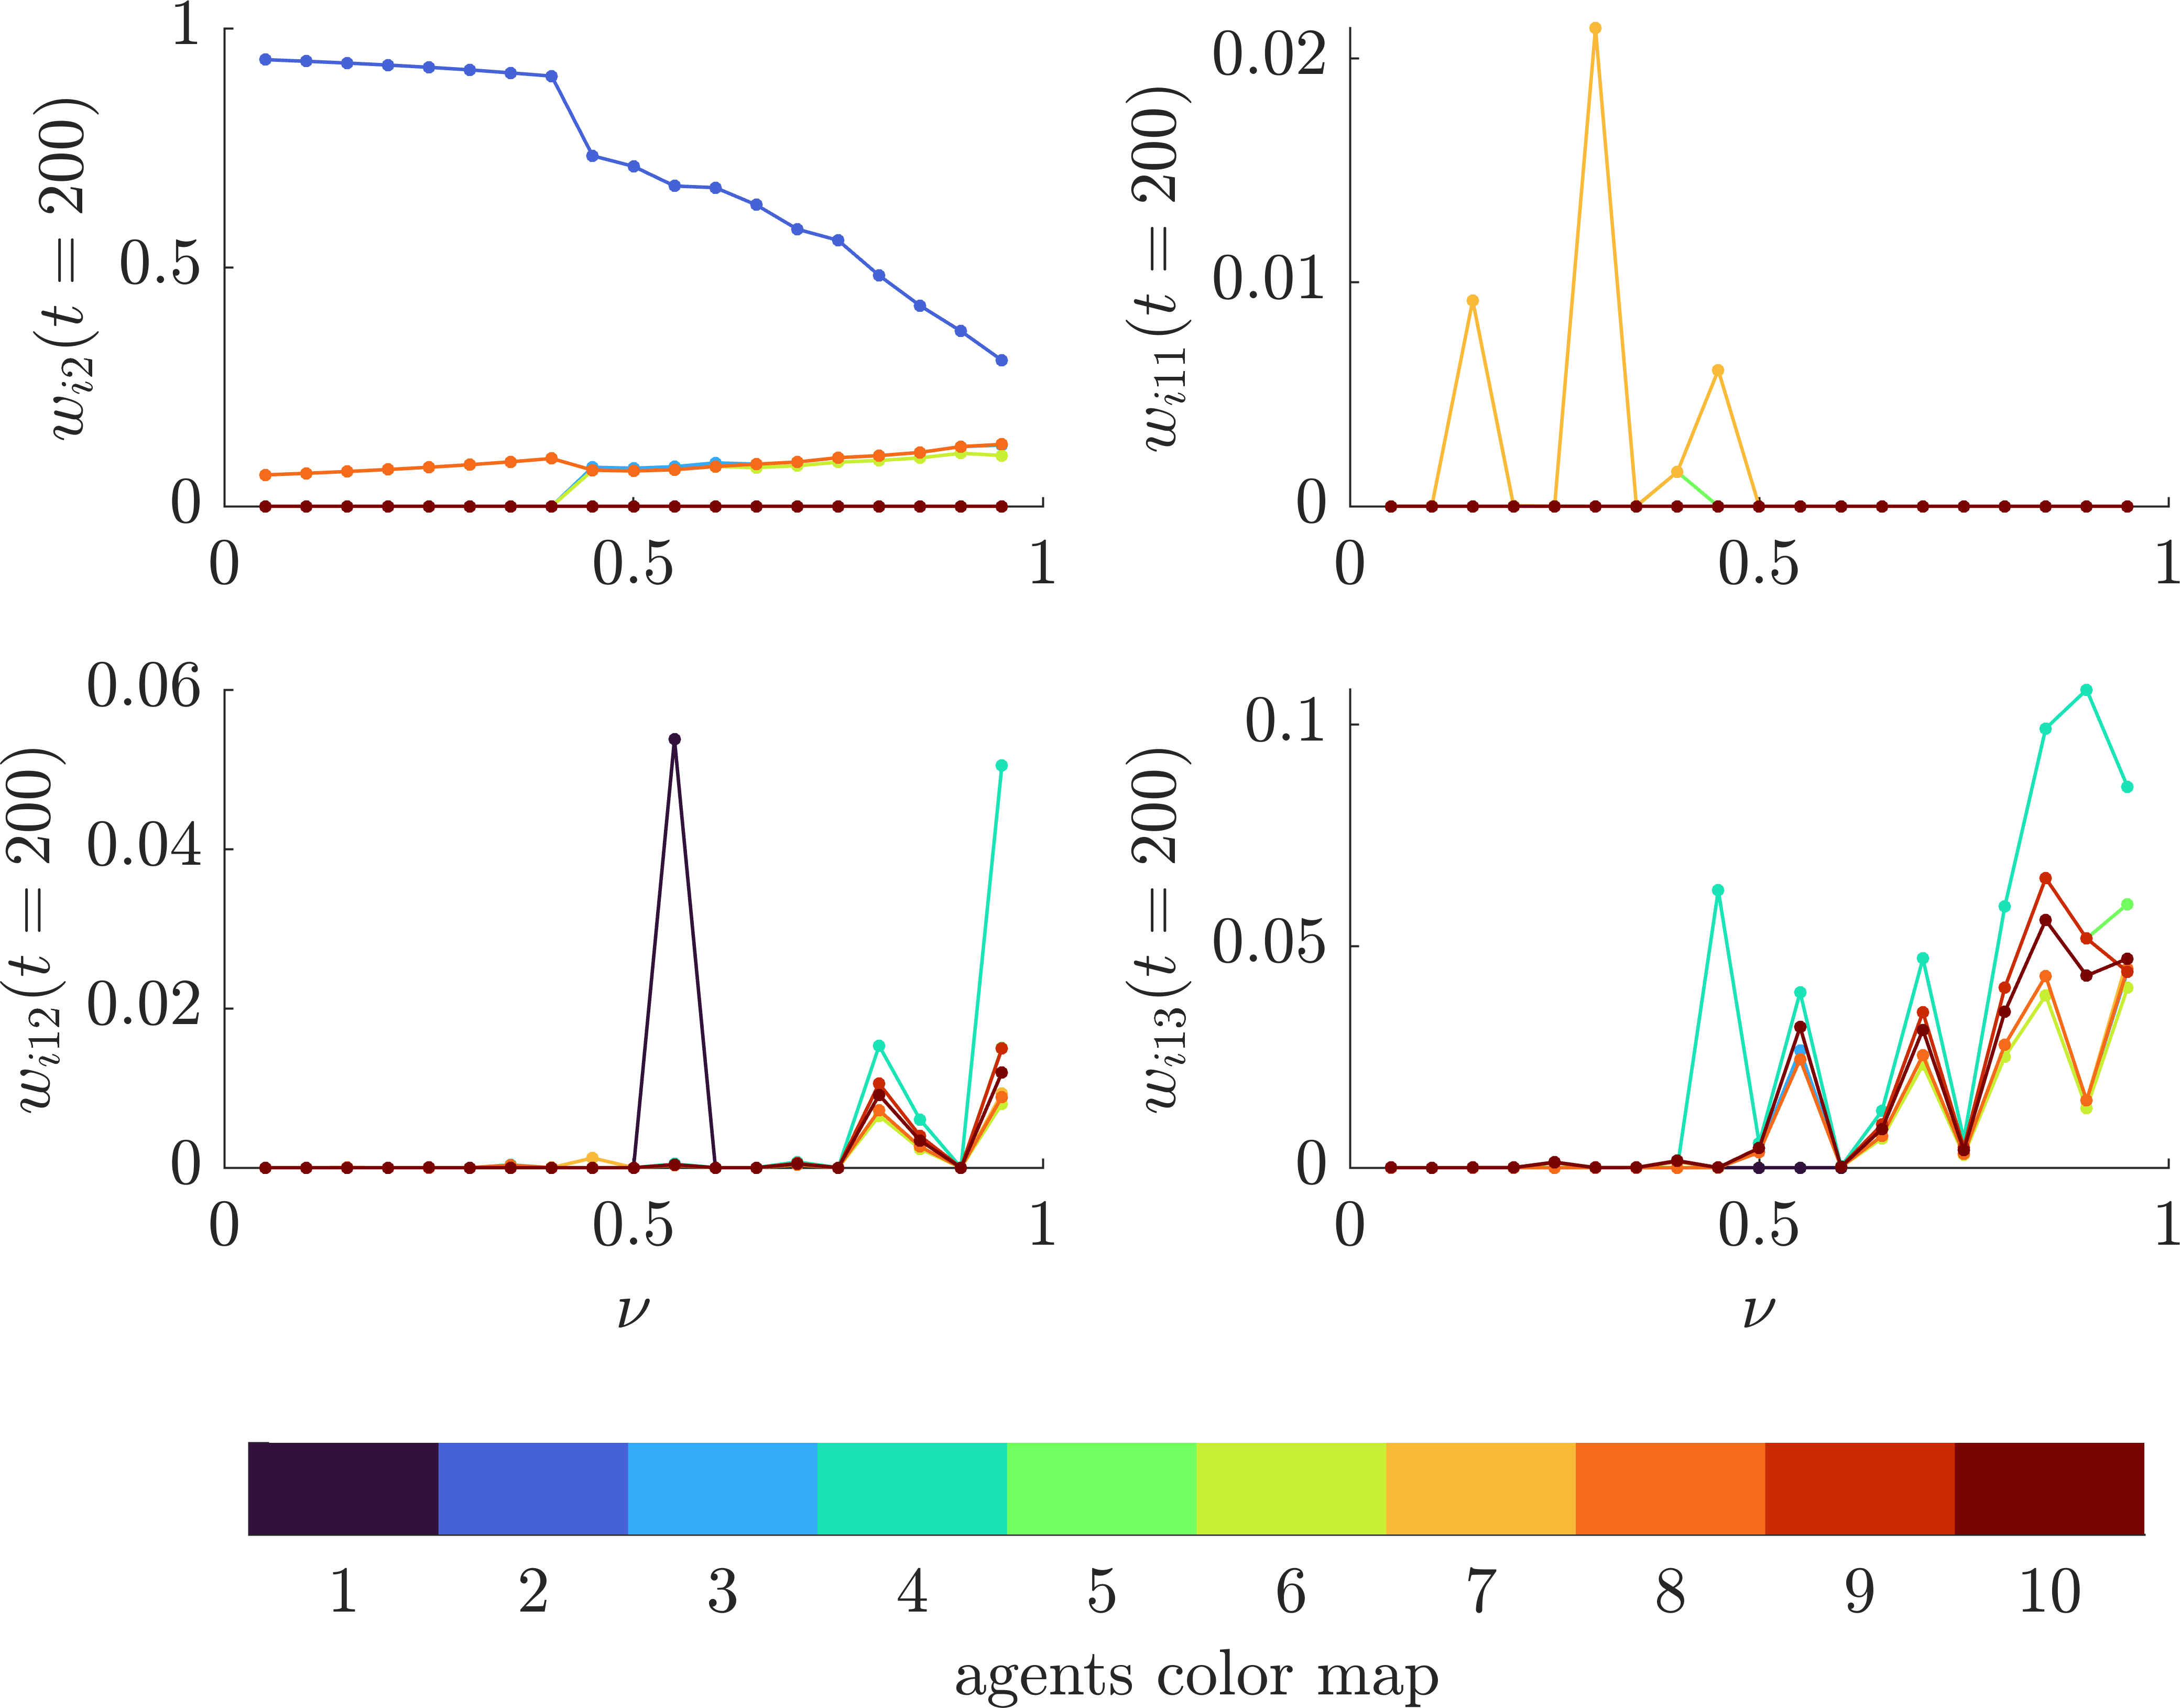 1
0.5
0
0 0.5 1
w_{i2}(t = 200)
0.02
0.01
0
0 0.5 1
w_{i11}(t = 200)
0.06
0.04
0.02
0
0 0.5 1
w_{i12}(t = 200)
ν
0.1
0.05
0
0 0.5 1
w_{i13}(t = 200)
ν
1 2 3 4 5 6 7 8 9 10
agents color map